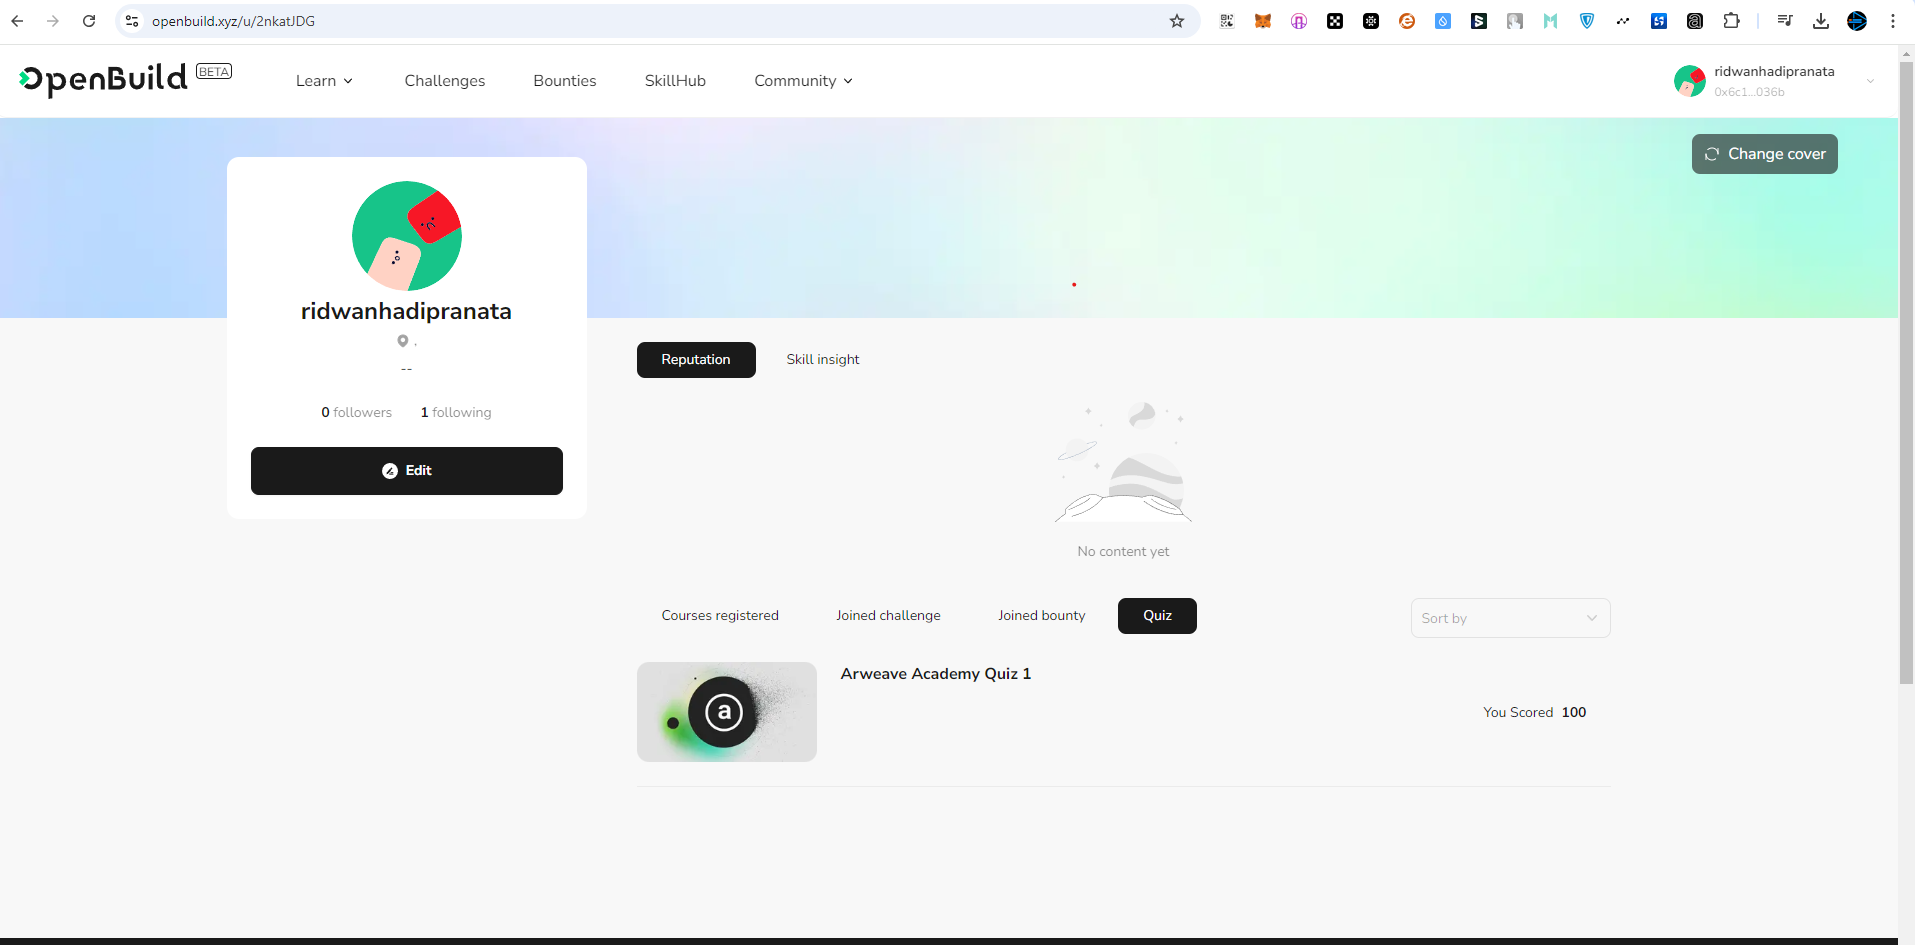 openbuild.xyz/u/2nkatJDG
OpenBuild BETA
Learn
Challenges
Bounties
SkillHub
Community
ridwanhadipranata
0x6c1...036b
Change cover
ridwanhadipranata
,
--
0 followers 1 following
Edit
Reputation
Skill insight
No content yet
Courses registered
Joined challenge
Joined bounty
Quiz
Sort by
a
Arweave Academy Quiz 1
You Scored 100